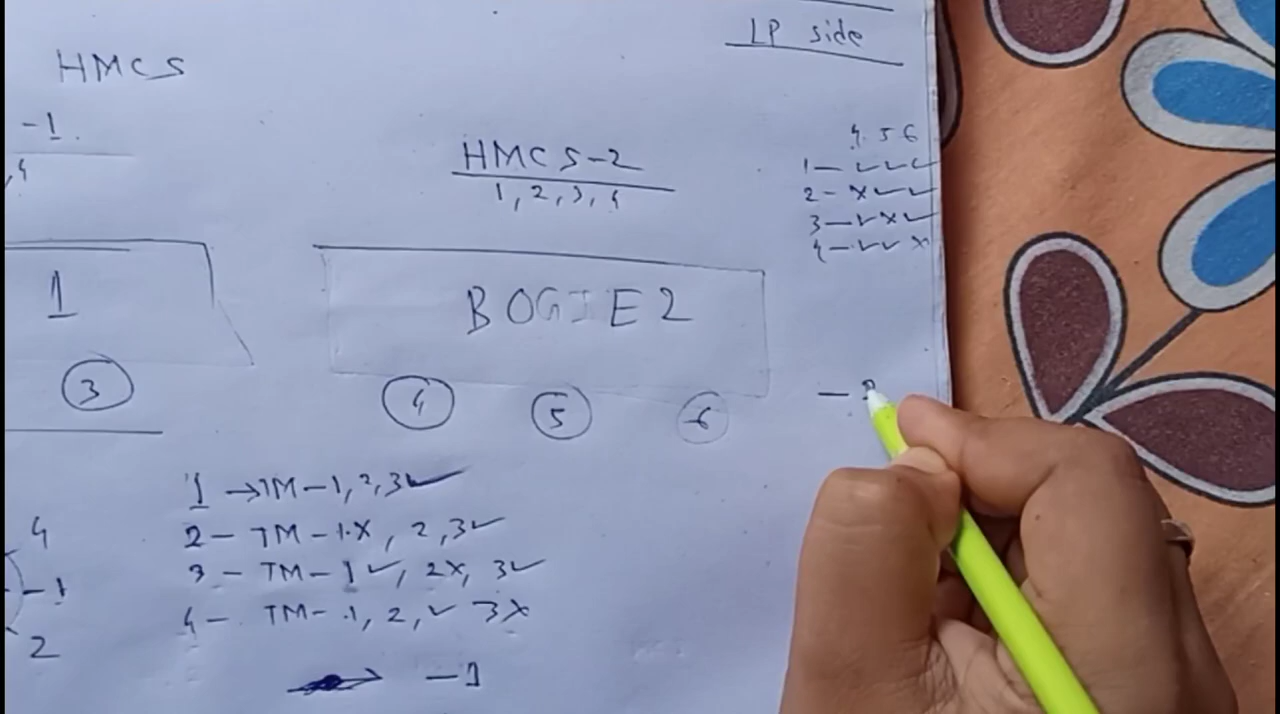 LP side
HMCS
-1
,4
HMCS-2
1, 2, 3, 4
4 5 6
1 — ✓ ✓ ✓
2 - × ✓ ✓
3 — ✓ × ✓
4 — ✓ ✓ ×
1
BOGIE 2
3
4
5
6
1 → TM - 1, 2, 3 ✓
2 - TM - 1 ×, 2, 3 ✓
3 - TM - 1 ✓, 2 ×, 3 ✓
4 - TM - 1, 2, ✓ 3 ×
4
-1
2
-1